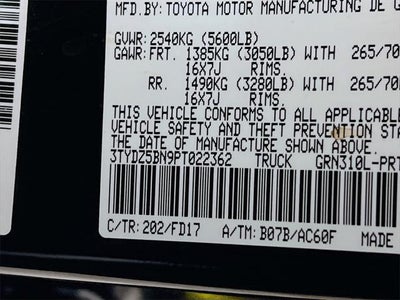 MFD.BY: TOYOTA MOTOR MANUFACTURING DE
GVWR: 2540KG (5600LB)
GAWR: FRT. 1385KG (3050LB) WITH 265/70
16X7J RIMS.
RR. 1490KG (3280LB) WITH 265/70
16X7J RIMS.
THIS VEHICLE CONFORMS TO ALL APPLICABLE
VEHICLE SAFETY AND THEFT PREVENTION STA
THE DATE OF MANUFACTURE SHOWN ABOVE.
3TYDZ5BN9PT022362 TRUCK GRN310L-PRT
C/TR: 202/FD17 A/TM: B07B/AC60F MADE